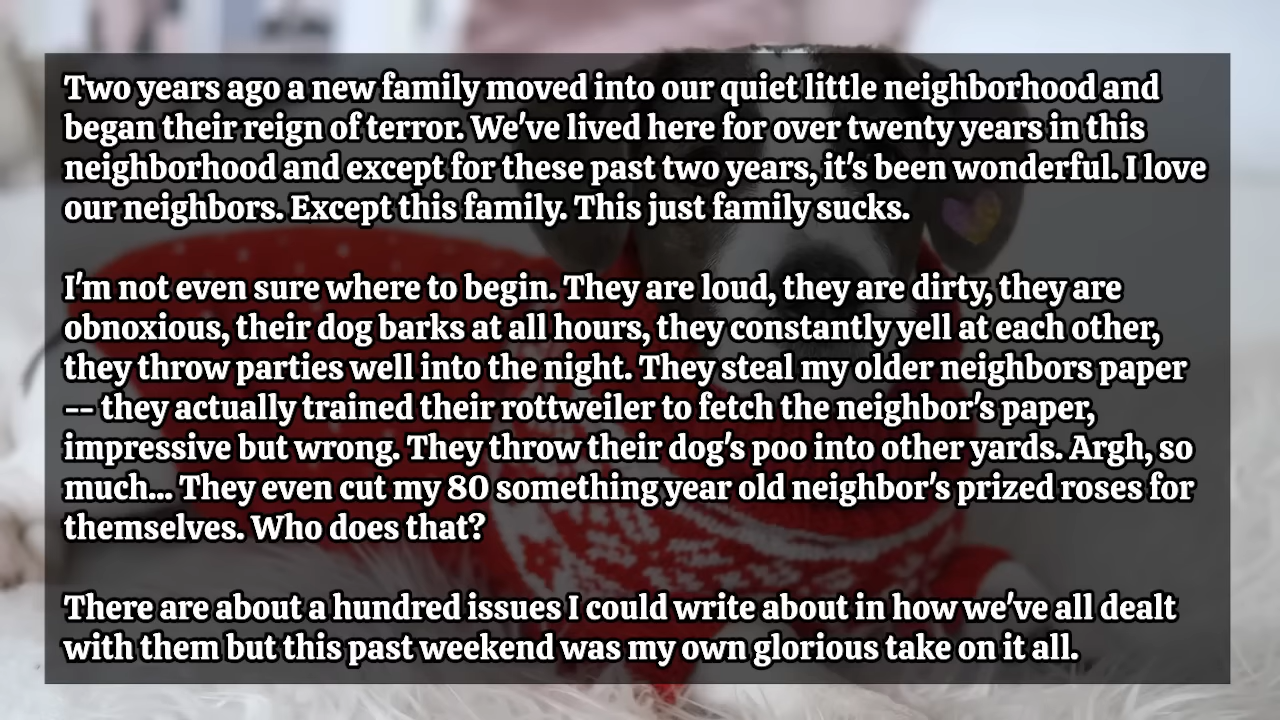 Two years ago a new family moved into our quiet little neighborhood and
began their reign of terror. We've lived here for over twenty years in this
neighborhood and except for these past two years, it's been wonderful. I love
our neighbors. Except this family. This just family sucks.
I'm not even sure where to begin. They are loud, they are dirty, they are
obnoxious, their dog barks at all hours, they constantly yell at each other,
they throw parties well into the night. They steal my older neighbors paper
-- they actually trained their rottweiler to fetch the neighbor's paper,
impressive but wrong. They throw their dog's poo into other yards. Argh, so
much... They even cut my 80 something year old neighbor's prized roses for
themselves. Who does that?
There are about a hundred issues I could write about in how we've all dealt
with them but this past weekend was my own glorious take on it all.